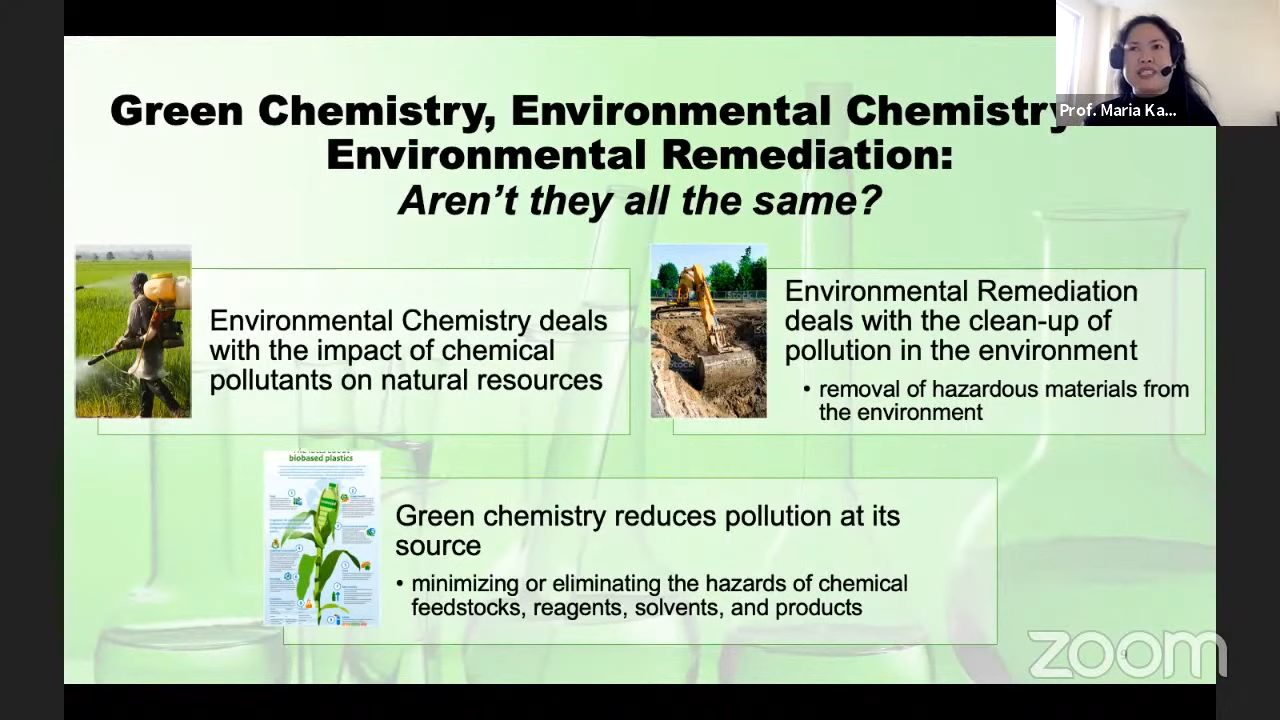 Green Chemistry, Environmental Chemistry
Prof. Maria Ka...
Environmental Remediation:
Aren't they all the same?
Environmental Chemistry deals
with the impact of chemical
pollutants on natural resources
Environmental Remediation
deals with the clean-up of
pollution in the environment
• removal of hazardous materials from
the environment
biobased plastics
Green chemistry reduces pollution at its
source
• minimizing or eliminating the hazards of chemical
feedstocks, reagents, solvents, and products
9
zoom